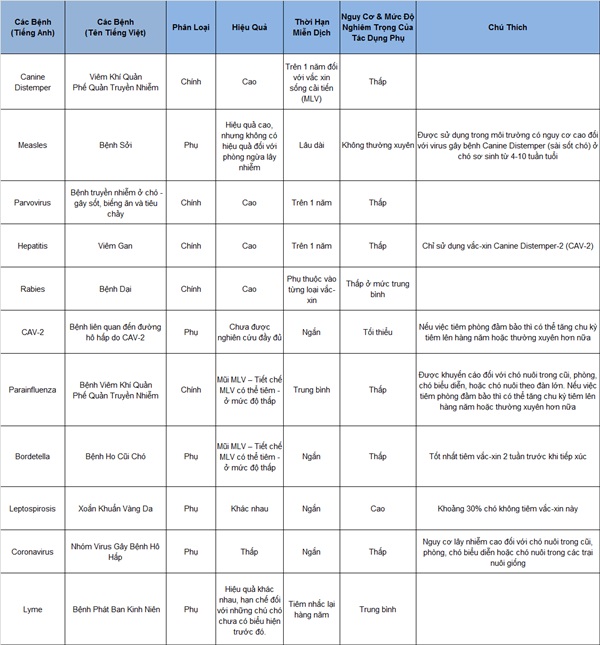 Các Bệnh
(Tiếng Anh)
Các Bệnh
(Tên Tiếng Việt)
Phân Loại
Hiệu Quả
Thời Hạn
Miễn Dịch
Nguy Cơ & Mức Độ
Nghiêm Trọng Của
Tác Dụng Phụ
Chú Thích
Canine
Distemper
Viêm Khí Quản
Phế Quản Truyền Nhiễm
Chính
Cao
Trên 1 năm đối
với vắc xin
sống cải tiến
(MLV)
Thấp
Measles
Bệnh Sởi
Phụ
Hiệu quả cao,
nhưng không có
hiệu quả đối với
phòng ngừa lây
nhiễm
Lâu dài
Không thường xuyên
Được sử dụng trong môi trường có nguy cơ cao đối
với virus gây bệnh Canine Distemper (sài sốt chó) ở
chó sơ sinh từ 4-10 tuần tuổi
Parvovirus
Bệnh truyền nhiễm ở chó -
gây sốt, biếng ăn và tiêu
chảy
Chính
Cao
Trên 1 năm
Thấp
Hepatitis
Viêm Gan
Chính
Cao
Trên 1 năm
Thấp
Chỉ sử dụng vắc-xin Canine Distemper-2 (CAV-2)
Rabies
Bệnh Dại
Chính
Cao
Phụ thuộc vào
từng loại vắc-
xin
Thấp ở mức trung
bình
CAV-2
Bệnh liên quan đến đường
hô hấp do CAV-2
Phụ
Chưa được
nghiên cứu đầy đủ
Ngắn
Tối thiểu
Nếu việc tiêm phòng đảm bảo thì có thể tăng chu kỳ
tiêm lên hàng năm hoặc thường xuyên hơn nữa
Parainfluenza
Bệnh Viêm Khí Quản
Phế Quản Truyền Nhiễm
Chính
Mũi MLV – Tiết chế
MLV có thể tiêm -
ở mức độ thấp
Trung bình
Thấp
Được khuyến cáo đối với chó nuôi trong cũi, phòng,
chó biểu diễn, hoặc chó nuôi theo đàn lớn. Nếu việc
tiêm phòng đảm bảo thì có thể tăng chu kỳ tiêm lên
hàng năm hoặc thường xuyên hơn nữa
Bordetella
Bệnh Ho Cũi Chó
Phụ
Mũi MLV – Tiết chế
MLV có thể tiêm -
ở mức độ thấp
Ngắn
Thấp
Tốt nhất tiêm vắc-xin 2 tuần trước khi tiếp xúc
Leptospirosis
Xoắn Khuẩn Vàng Da
Phụ
Khác nhau
Ngắn
Cao
Khoảng 30% chó không tiêm vắc-xin này
Coronavirus
Nhóm Virus Gây Bệnh Hô
Hấp
Phụ
Thấp
Ngắn
Thấp
Nguy cơ lây nhiễm cao đối với chó nuôi trong cũi,
phòng, chó biểu diễn hoặc chó nuôi trong các trại
nuôi giống
Lyme
Bệnh Phát Ban Kinh Niên
Phụ
Hiệu quả khác
nhau, hạn chế đối
với những chú chó
chưa có biểu hiện
trước đó.
Tiêm nhắc lại
hàng năm
Trung bình